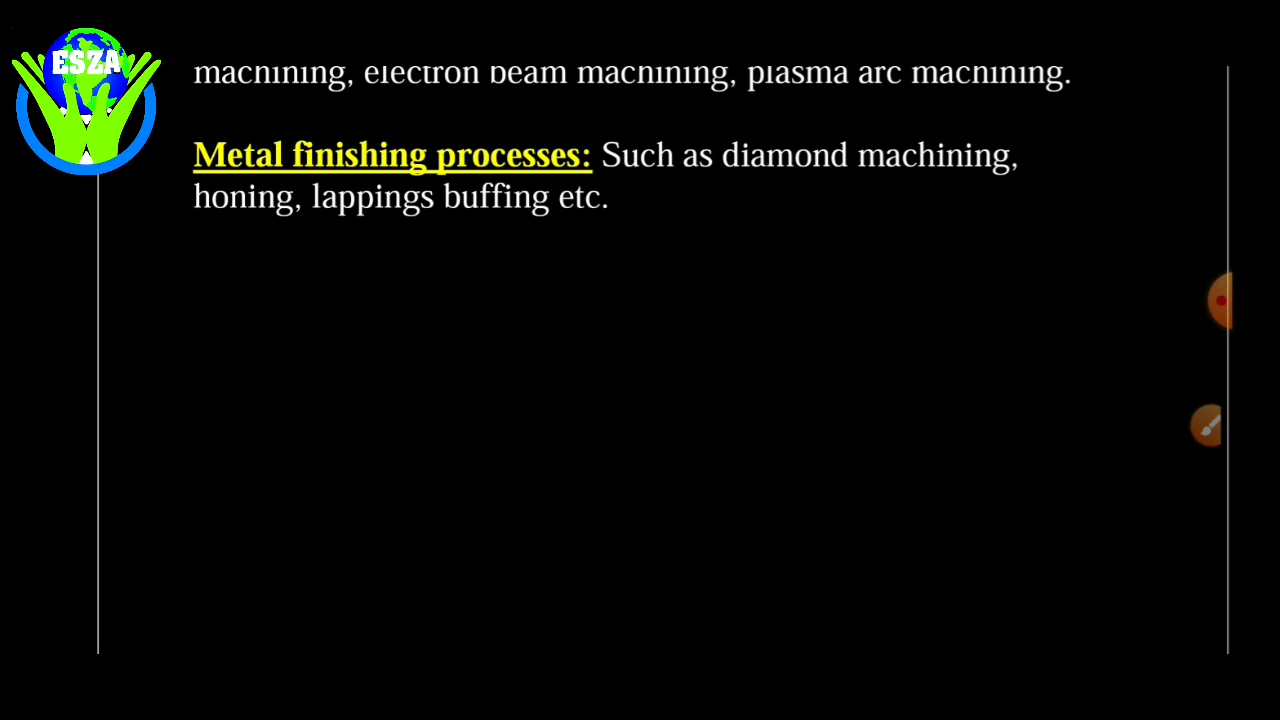 ESZA
machining, electron beam machining, plasma arc machining.
Metal finishing processes: Such as diamond machining,
honing, lappings buffing etc.